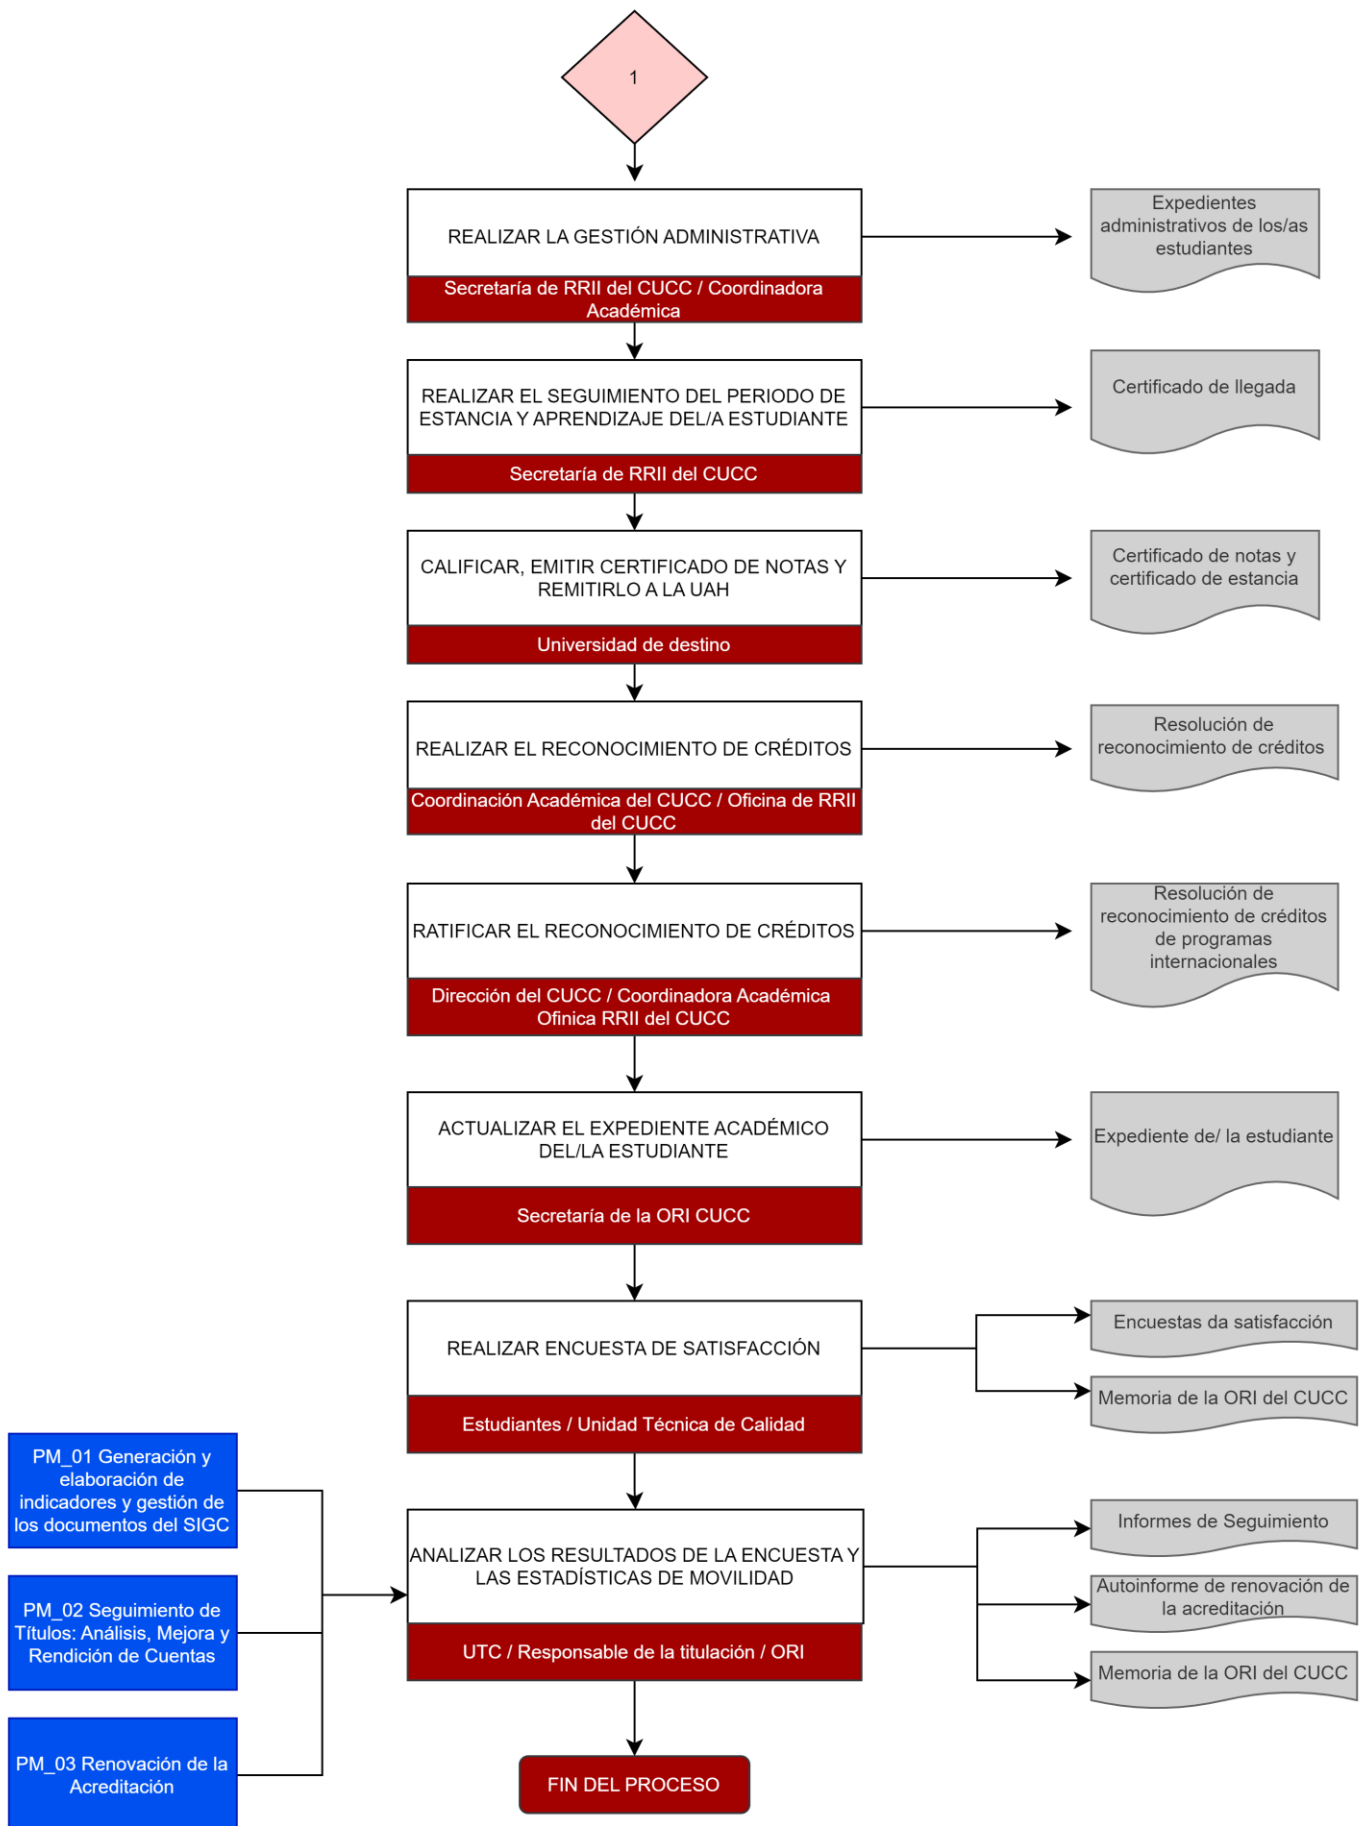 1
REALIZAR LA GESTIÓN ADMINISTRATIVA
Secretaría de RRII del CUCC / Coordinadora
Académica
Expedientes
administrativos de los/as
estudiantes
REALIZAR EL SEGUIMIENTO DEL PERIODO DE
ESTANCIA Y APRENDIZAJE DEL/A ESTUDIANTE
Secretaría de RRII del CUCC
Certificado de llegada
CALIFICAR, EMITIR CERTIFICADO DE NOTAS Y
REMITIRLO A LA UAH
Universidad de destino
Certificado de notas y
certificado de estancia
REALIZAR EL RECONOCIMIENTO DE CRÉDITOS
Coordinación Académica del CUCC / Oficina de RRII
del CUCC
Resolución de
reconocimiento de créditos
RATIFICAR EL RECONOCIMIENTO DE CRÉDITOS
Dirección del CUCC / Coordinadora Académica
Ofinica RRII del CUCC
Resolución de
reconocimiento de créditos
de programas
internacionales
ACTUALIZAR EL EXPEDIENTE ACADÉMICO
DEL/LA ESTUDIANTE
Secretaría de la ORI CUCC
Expediente de/ la estudiante
REALIZAR ENCUESTA DE SATISFACCIÓN
Estudiantes / Unidad Técnica de Calidad
Encuestas da satisfacción
Memoria de la ORI del CUCC
PM_01 Generación y
elaboración de
indicadores y gestión de
los documentos del SIGC
PM_02 Seguimiento de
Títulos: Análisis, Mejora y
Rendición de Cuentas
PM_03 Renovación de la
Acreditación
ANALIZAR LOS RESULTADOS DE LA ENCUESTA Y
LAS ESTADÍSTICAS DE MOVILIDAD
UTC / Responsable de la titulación / ORI
Informes de Seguimiento
Autoinforme de renovación de
la acreditación
Memoria de la ORI del CUCC
FIN DEL PROCESO